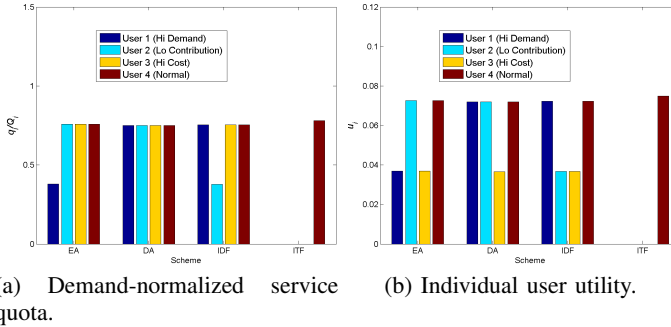 1.5
1
0.5
0
q/Q_i
User 1 (Hi Demand)
User 2 (Lo Contribution)
User 3 (Hi Cost)
User 4 (Normal)
EA DA IDF ITF
Scheme
0.12
0.1
0.08
0.06
0.04
0.02
0
u_i
User 1 (Hi Demand)
User 2 (Lo Contribution)
User 3 (Hi Cost)
User 4 (Normal)
EA DA IDF ITF
Scheme
a) Demand-normalized service
quota.
(b) Individual user utility.